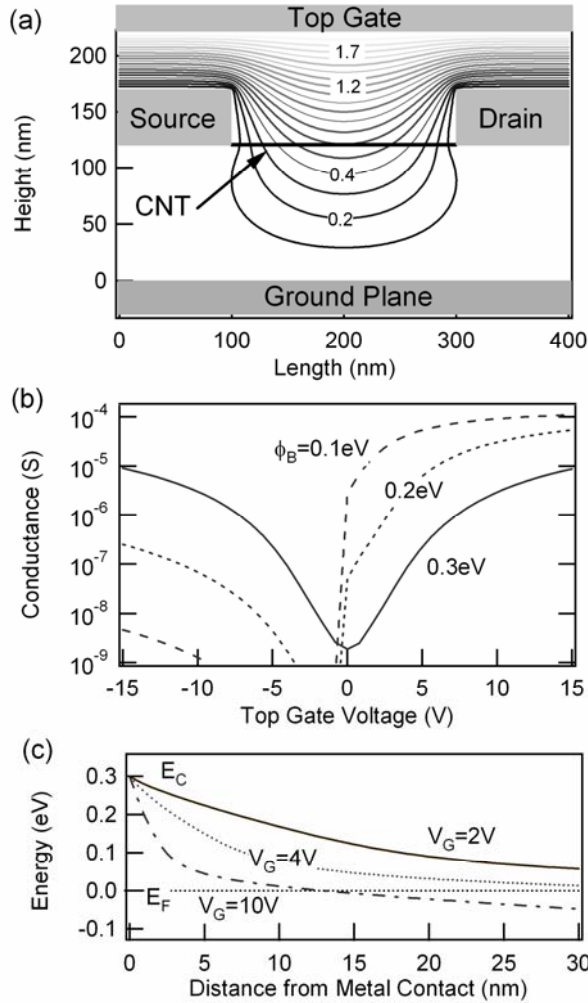 (a)
Top Gate
200
150
100
50
0
Height (nm)
1.7
1.2
0.4
0.2
Source
Drain
CNT
Ground Plane
0 100 200 300 400
Length (nm)
(b)
10⁻⁴
10⁻⁵
10⁻⁶
10⁻⁷
10⁻⁸
10⁻⁹
Conductance (S)
ϕB=0.1eV
0.2eV
0.3eV
-15 -10 -5 0 5 10 15
Top Gate Voltage (V)
(c)
0.3
0.2
0.1
0.0
-0.1
Energy (eV)
EC
VG=2V
VG=4V
EF
VG=10V
0 5 10 15 20 25 30
Distance from Metal Contact (nm)